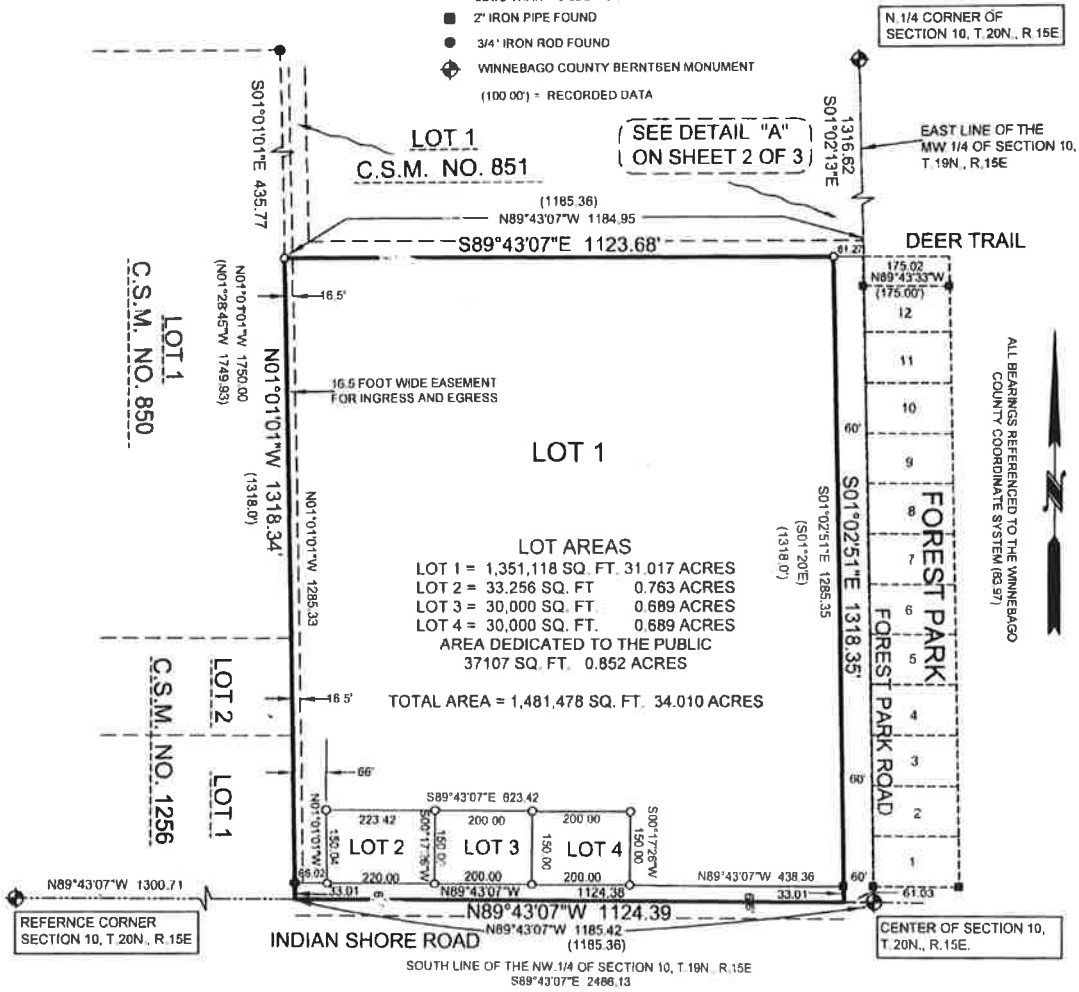 ■ 2" IRON PIPE FOUND
● 3/4" IRON ROD FOUND
WINNEBAGO COUNTY BERNTSEN MONUMENT
(100.00') = RECORDED DATA
N.1/4 CORNER OF
SECTION 10, T.20N., R.15E
S01°01'01"E 435.77
LOT 1
C.S.M. NO. 851
SEE DETAIL "A"
ON SHEET 2 OF 3
1316.62
S01°02'13"E
EAST LINE OF THE
MW.1/4 OF SECTION 10,
T.19N., R.15E
(1185.36)
N89°43'07"W 1184.95
S89°43'07"E 1123.68'
61.27
DEER TRAIL
175.02
N89°43'33"W
(175.00')
LOT 1
C.S.M. NO. 850
N01°01'01"W 1750.00
(N01°28'45"W 1749.93)
16.5'
16.5 FOOT WIDE EASEMENT
FOR INGRESS AND EGRESS
N01°01'01"W 1318.34'
(1318.0')
N01°01'01"W 1285.33
LOT 1
LOT AREAS
LOT 1 = 1,351,118 SQ. FT. 31.017 ACRES
LOT 2 = 33.256 SQ. FT 0.763 ACRES
LOT 3 = 30,000 SQ. FT. 0.689 ACRES
LOT 4 = 30,000 SQ. FT. 0.689 ACRES
AREA DEDICATED TO THE PUBLIC
37107 SQ. FT. 0.852 ACRES
TOTAL AREA = 1,481,478 SQ. FT. 34.010 ACRES
60'
S01°02'51"E 1285.35
(S01°20'E)
(1318.0')
S01°02'51"E 1318.35'
60'
60'
12
11
10
9
8
7
6
5
4
3
2
1
FOREST PARK
FOREST PARK ROAD
ALL BEARINGS REFERENCED TO THE WINNEBAGO
COUNTY COORDINATE SYSTEM (83.97)
N
LOT 2
LOT 1
C.S.M. NO. 1256
16.5'
66'
S89°43'07"E 623.42
223.42
200.00
200.00
N01°01'01"W
150.04
S00°17'26"W
150.00
150.00
S00°17'26"W
150.00
LOT 2
LOT 3
LOT 4
66.02
220.00
200.00
200.00
N89°43'07"W 438.36
N89°43'07"W 1124.38
33.01
33.01
61.03
N89°43'07"W 1300.71
N89°43'07"W 1124.39
N89°43'07"W 1185.42
(1185.36)
REFERNCE CORNER
SECTION 10, T.20N., R.15E
INDIAN SHORE ROAD
CENTER OF SECTION 10,
T.20N., R.15E.
SOUTH LINE OF THE NW.1/4 OF SECTION 10, T.19N., R.15E
S89°43'07"E 2486.13